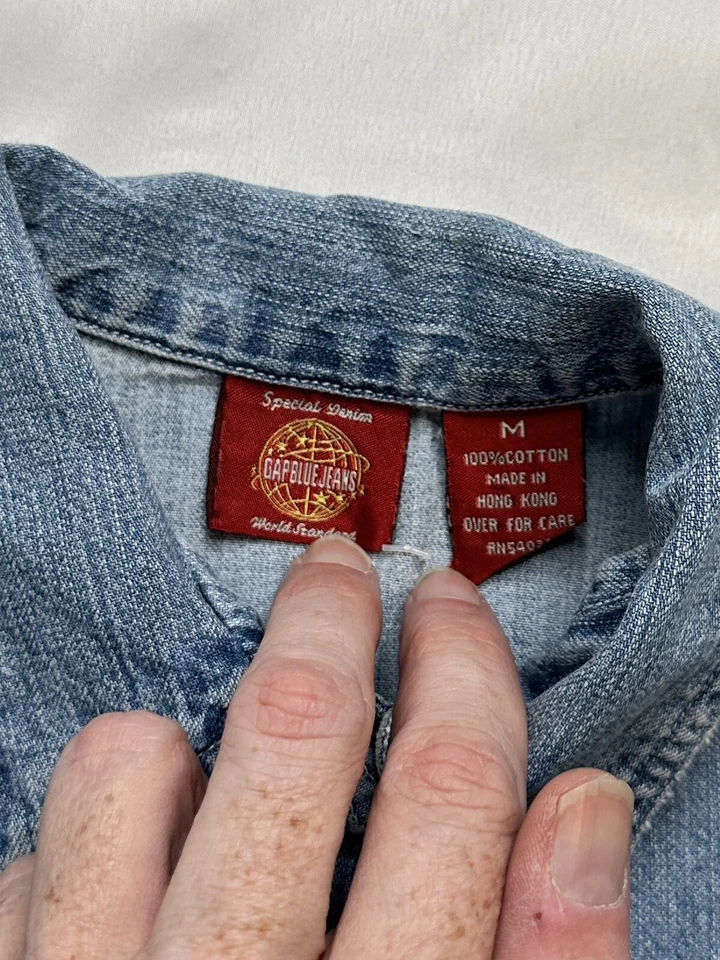 Special Denim
GAPBLUEJEANS
World Standard
M
100%COTTON
MADE IN
HONG KONG
OVER FOR CARE